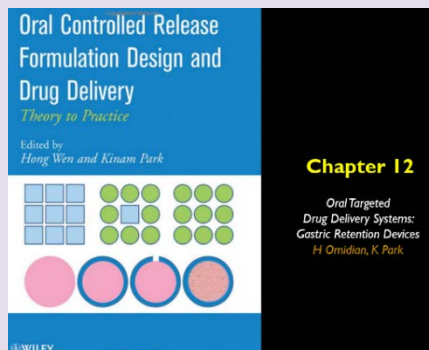 Oral Controlled Release
Formulation Design and
Drug Delivery
Theory to Practice
Edited by
Hong Wen and Kinam Park
WILEY
Chapter 12
Oral Targeted
Drug Delivery Systems:
Gastric Retention Devices
H Omidian, K Park